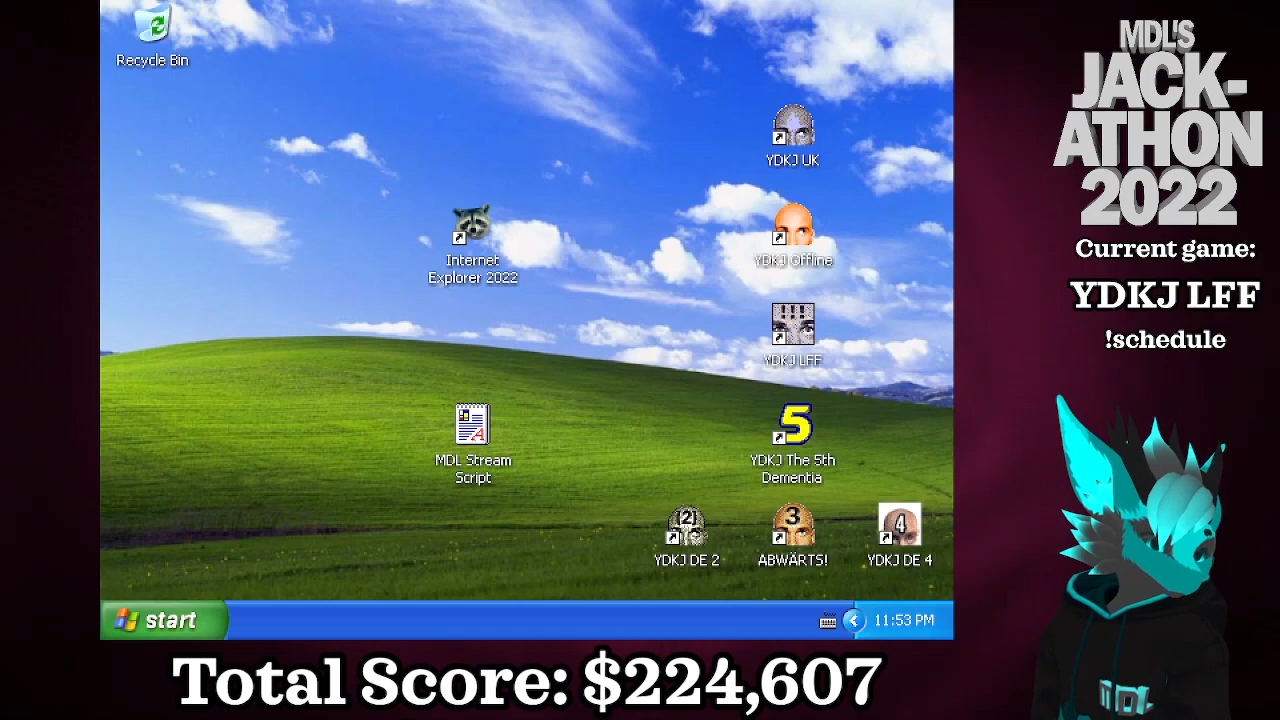 Recycle Bin
YDKJ UK
Internet
Explorer 2022
YDKJ Offline
!!!
YDKJ LFF
A
MDL Stream
Script
5
YDKJ The 5th
Dementia
2
YDKJ DE 2
3
ABWÄRTS!
4
YDKJ DE 4
start
11:53 PM
Total Score: $224,607
MDL'S
JACK-
ATHON
2022
Current game:
YDKJ LFF
!schedule
MDL